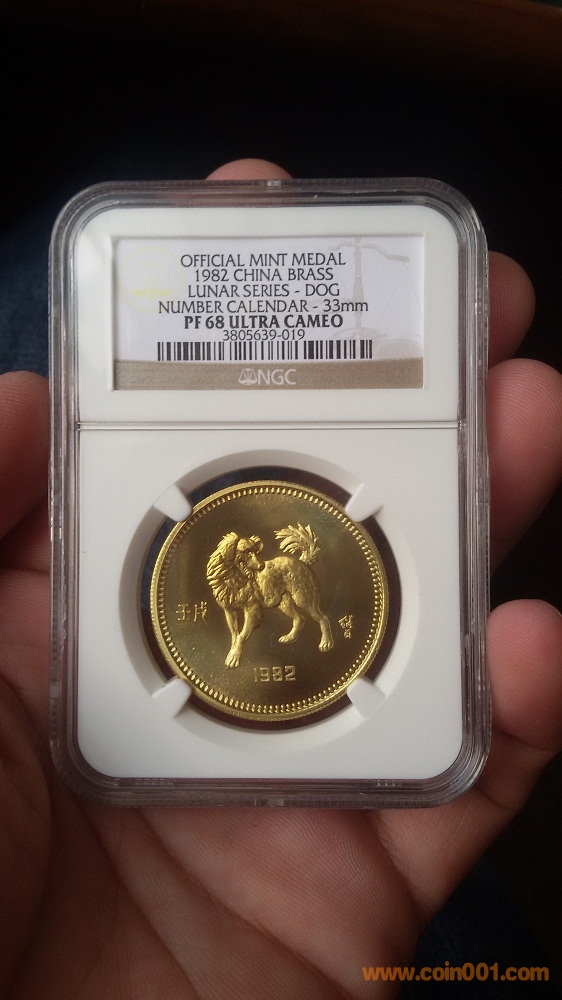 OFFICIAL MINT MEDAL
1982 CHINA BRASS
LUNAR SERIES - DOG
NUMBER CALENDAR - 33mm
PF 68 ULTRA CAMEO
3805639-019
NGC
壬戌
1982
www.coin001.com